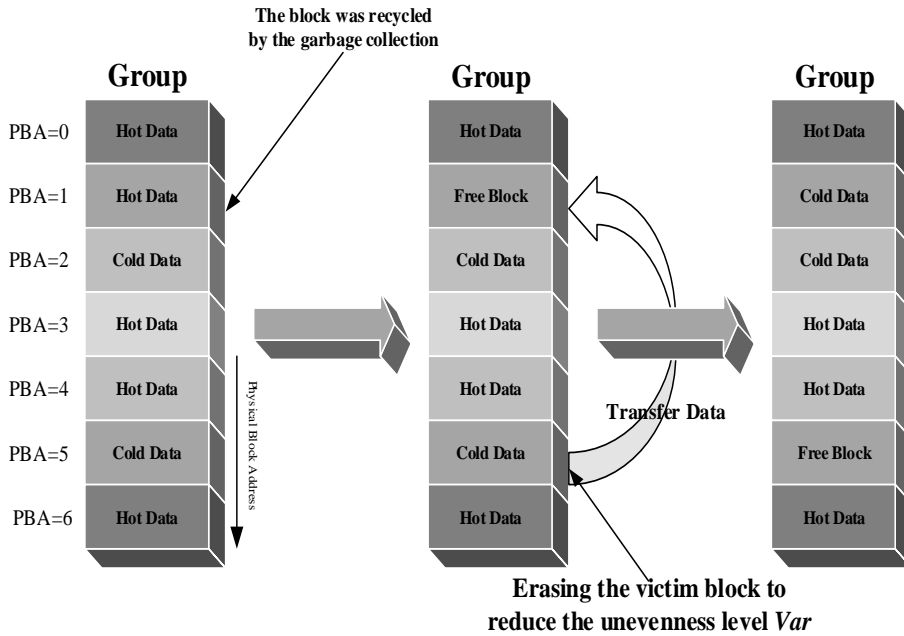 The block was recycled
by the garbage collection
Group
Group
Group
PBA=0
Hot Data
Hot Data
Hot Data
PBA=1
Hot Data
Free Block
Cold Data
PBA=2
Cold Data
Cold Data
Cold Data
PBA=3
Hot Data
Hot Data
Hot Data
PBA=4
Hot Data
Hot Data
Hot Data
Physical Block Address
Transfer Data
PBA=5
Cold Data
Cold Data
Free Block
PBA=6
Hot Data
Hot Data
Hot Data
Erasing the victim block to
reduce the unevenness level Var